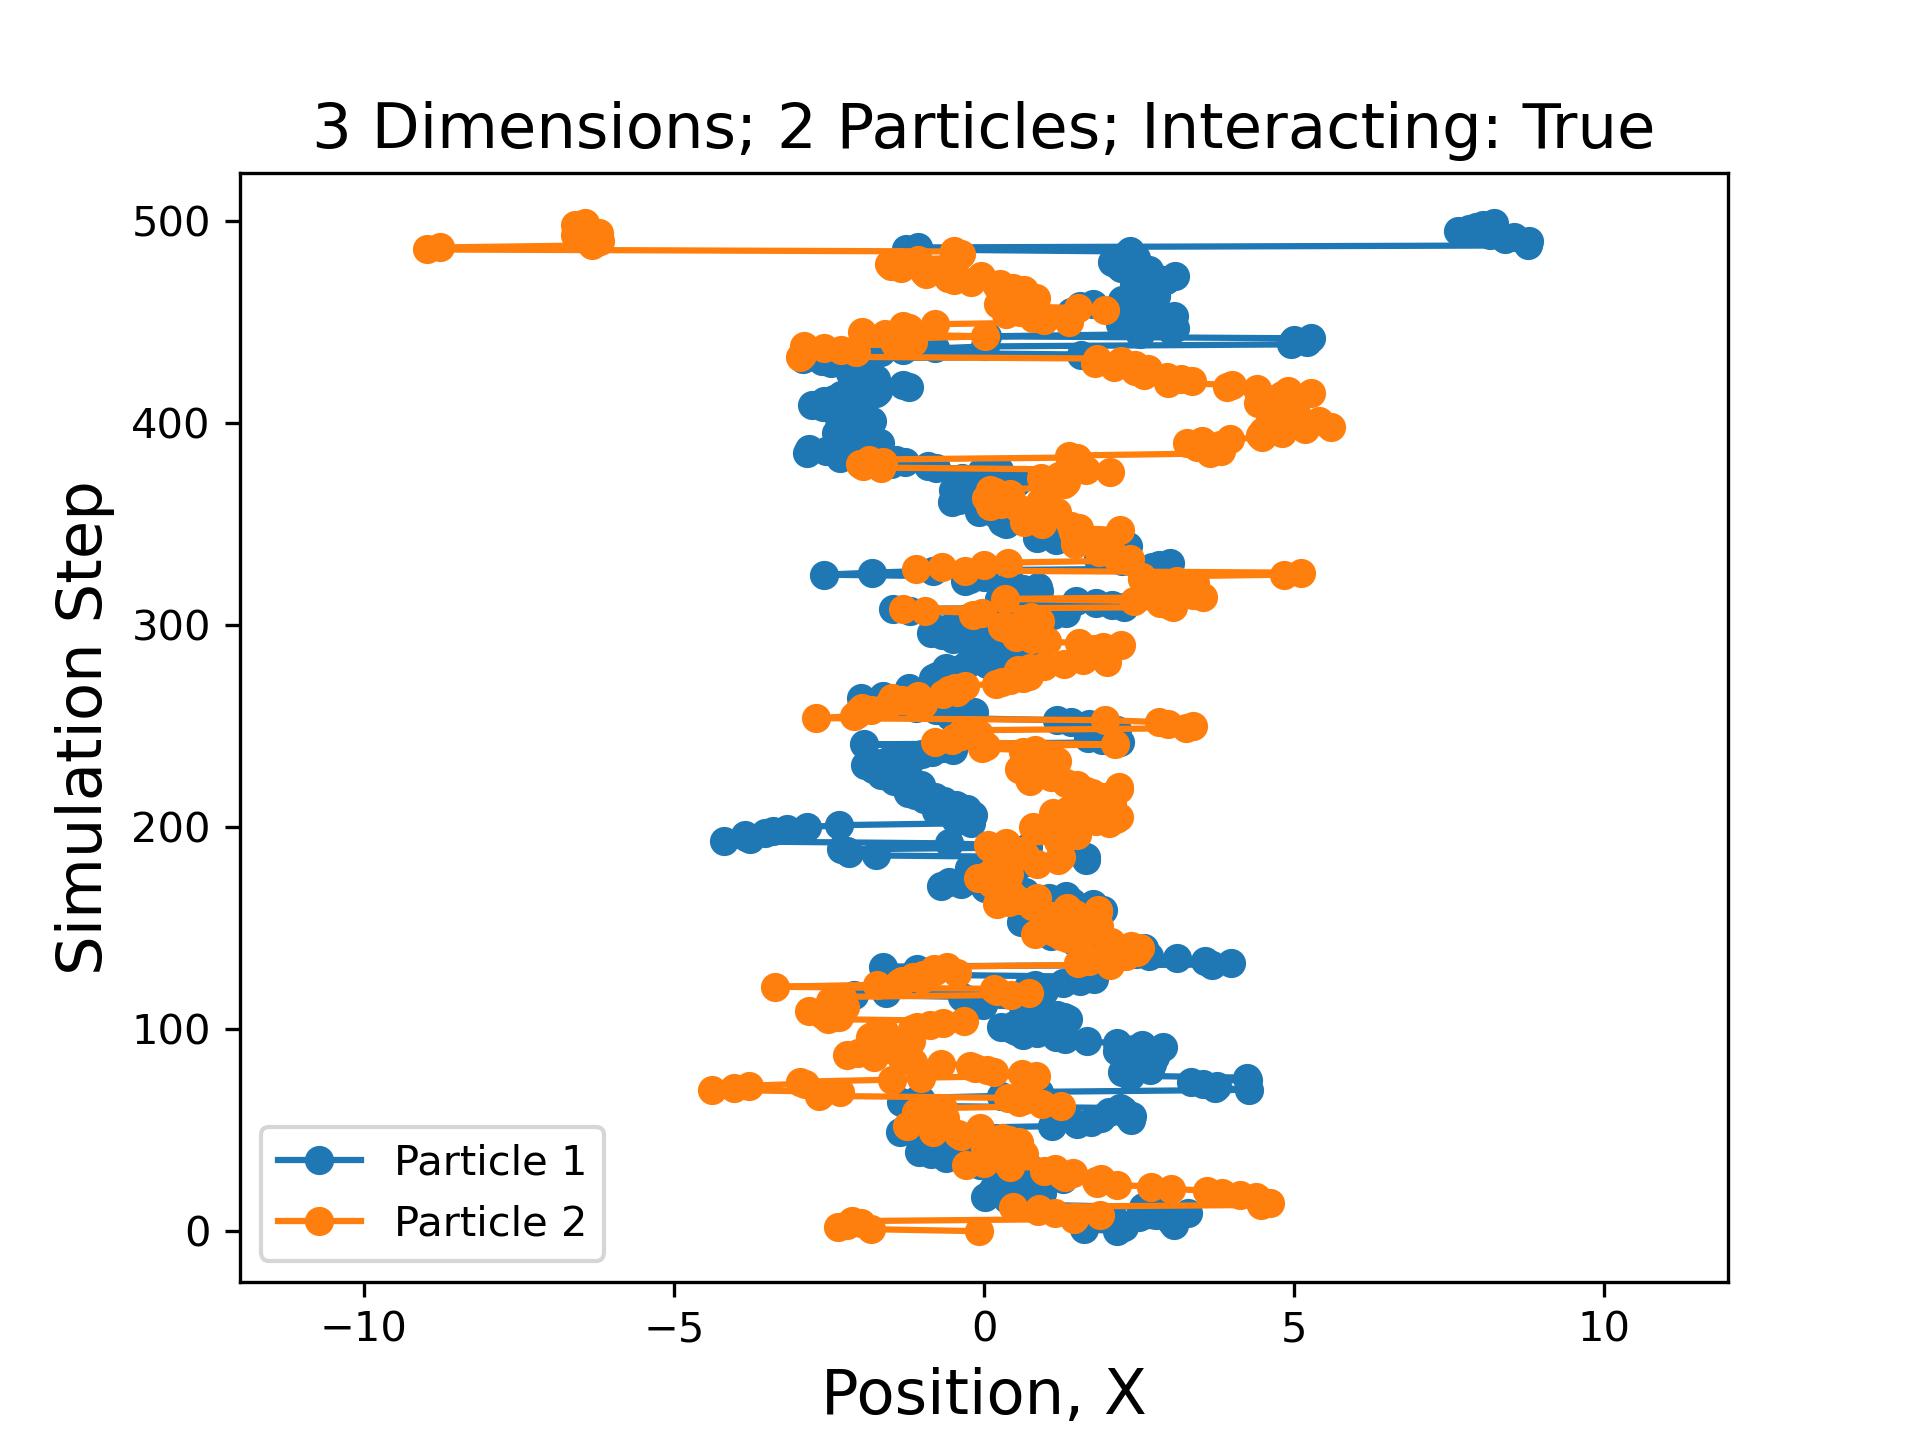 3 Dimensions; 2 Particles; Interacting: True
Simulation Step
500
400
300
200
100
0
Particle 1
Particle 2
−10
−5
0
5
10
Position, X